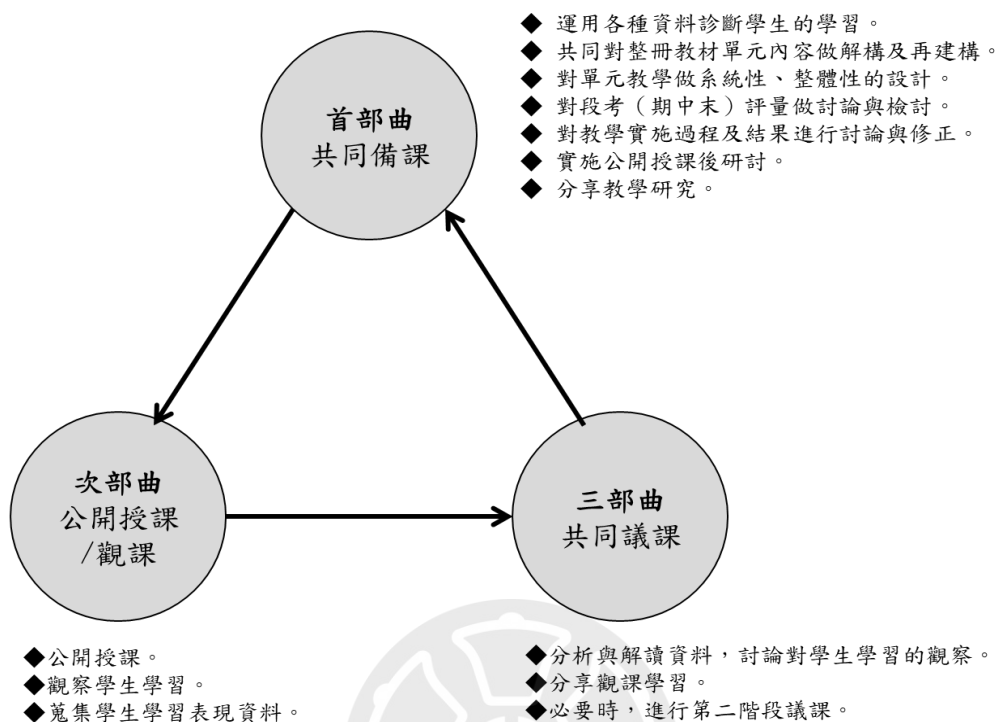 ◆ 運用各種資料診斷學生的學習。
◆ 共同對整冊教材單元內容做解構及再建構。
◆ 對單元教學做系統性、整體性的設計。
◆ 對段考（期中末）評量做討論與檢討。
◆ 對教學實施過程及結果進行討論與修正。
◆ 實施公開授課後研討。
◆ 分享教學研究。
首部曲
共同備課
次部曲
公開授課
/觀課
三部曲
共同議課
◆公開授課。
◆觀察學生學習。
◆蒐集學生學習表現資料。
◆分析與解讀資料，討論對學生學習的觀察。
◆分享觀課學習。
◆必要時，進行第二階段議課。